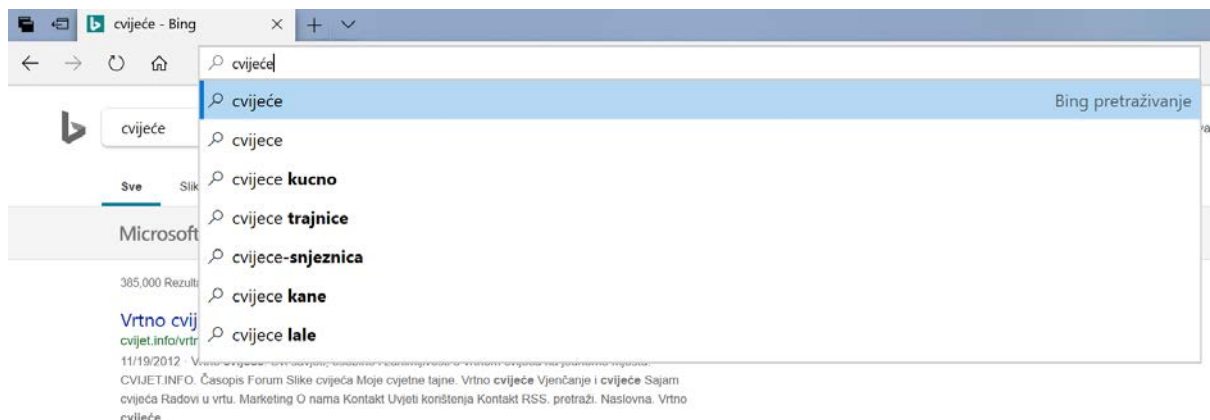 cvijeće - Bing
cvijeće
cvijeće Bing pretraživanje
cvijeće
cvijece
cvijece kucno
Sve Slik
cvijece trajnice
Microsoft
cvijece-snjeznica
385,000 Rezulta
cvijece kane
Vrtno cvij
cvijece lale
cvijet.info/vrtn
11/19/2012
CVIJET.INFO. Časopis Forum Slike cvijeća Moje cvjetne tajne. Vrtno cvijeće Vjenčanje i cvijeće Sajam
cvijeća Radovi u vrtu. Marketing O nama Kontakt Uvjeti korištenja Kontakt RSS. pretraži. Naslovna. Vrtno
cvijeće